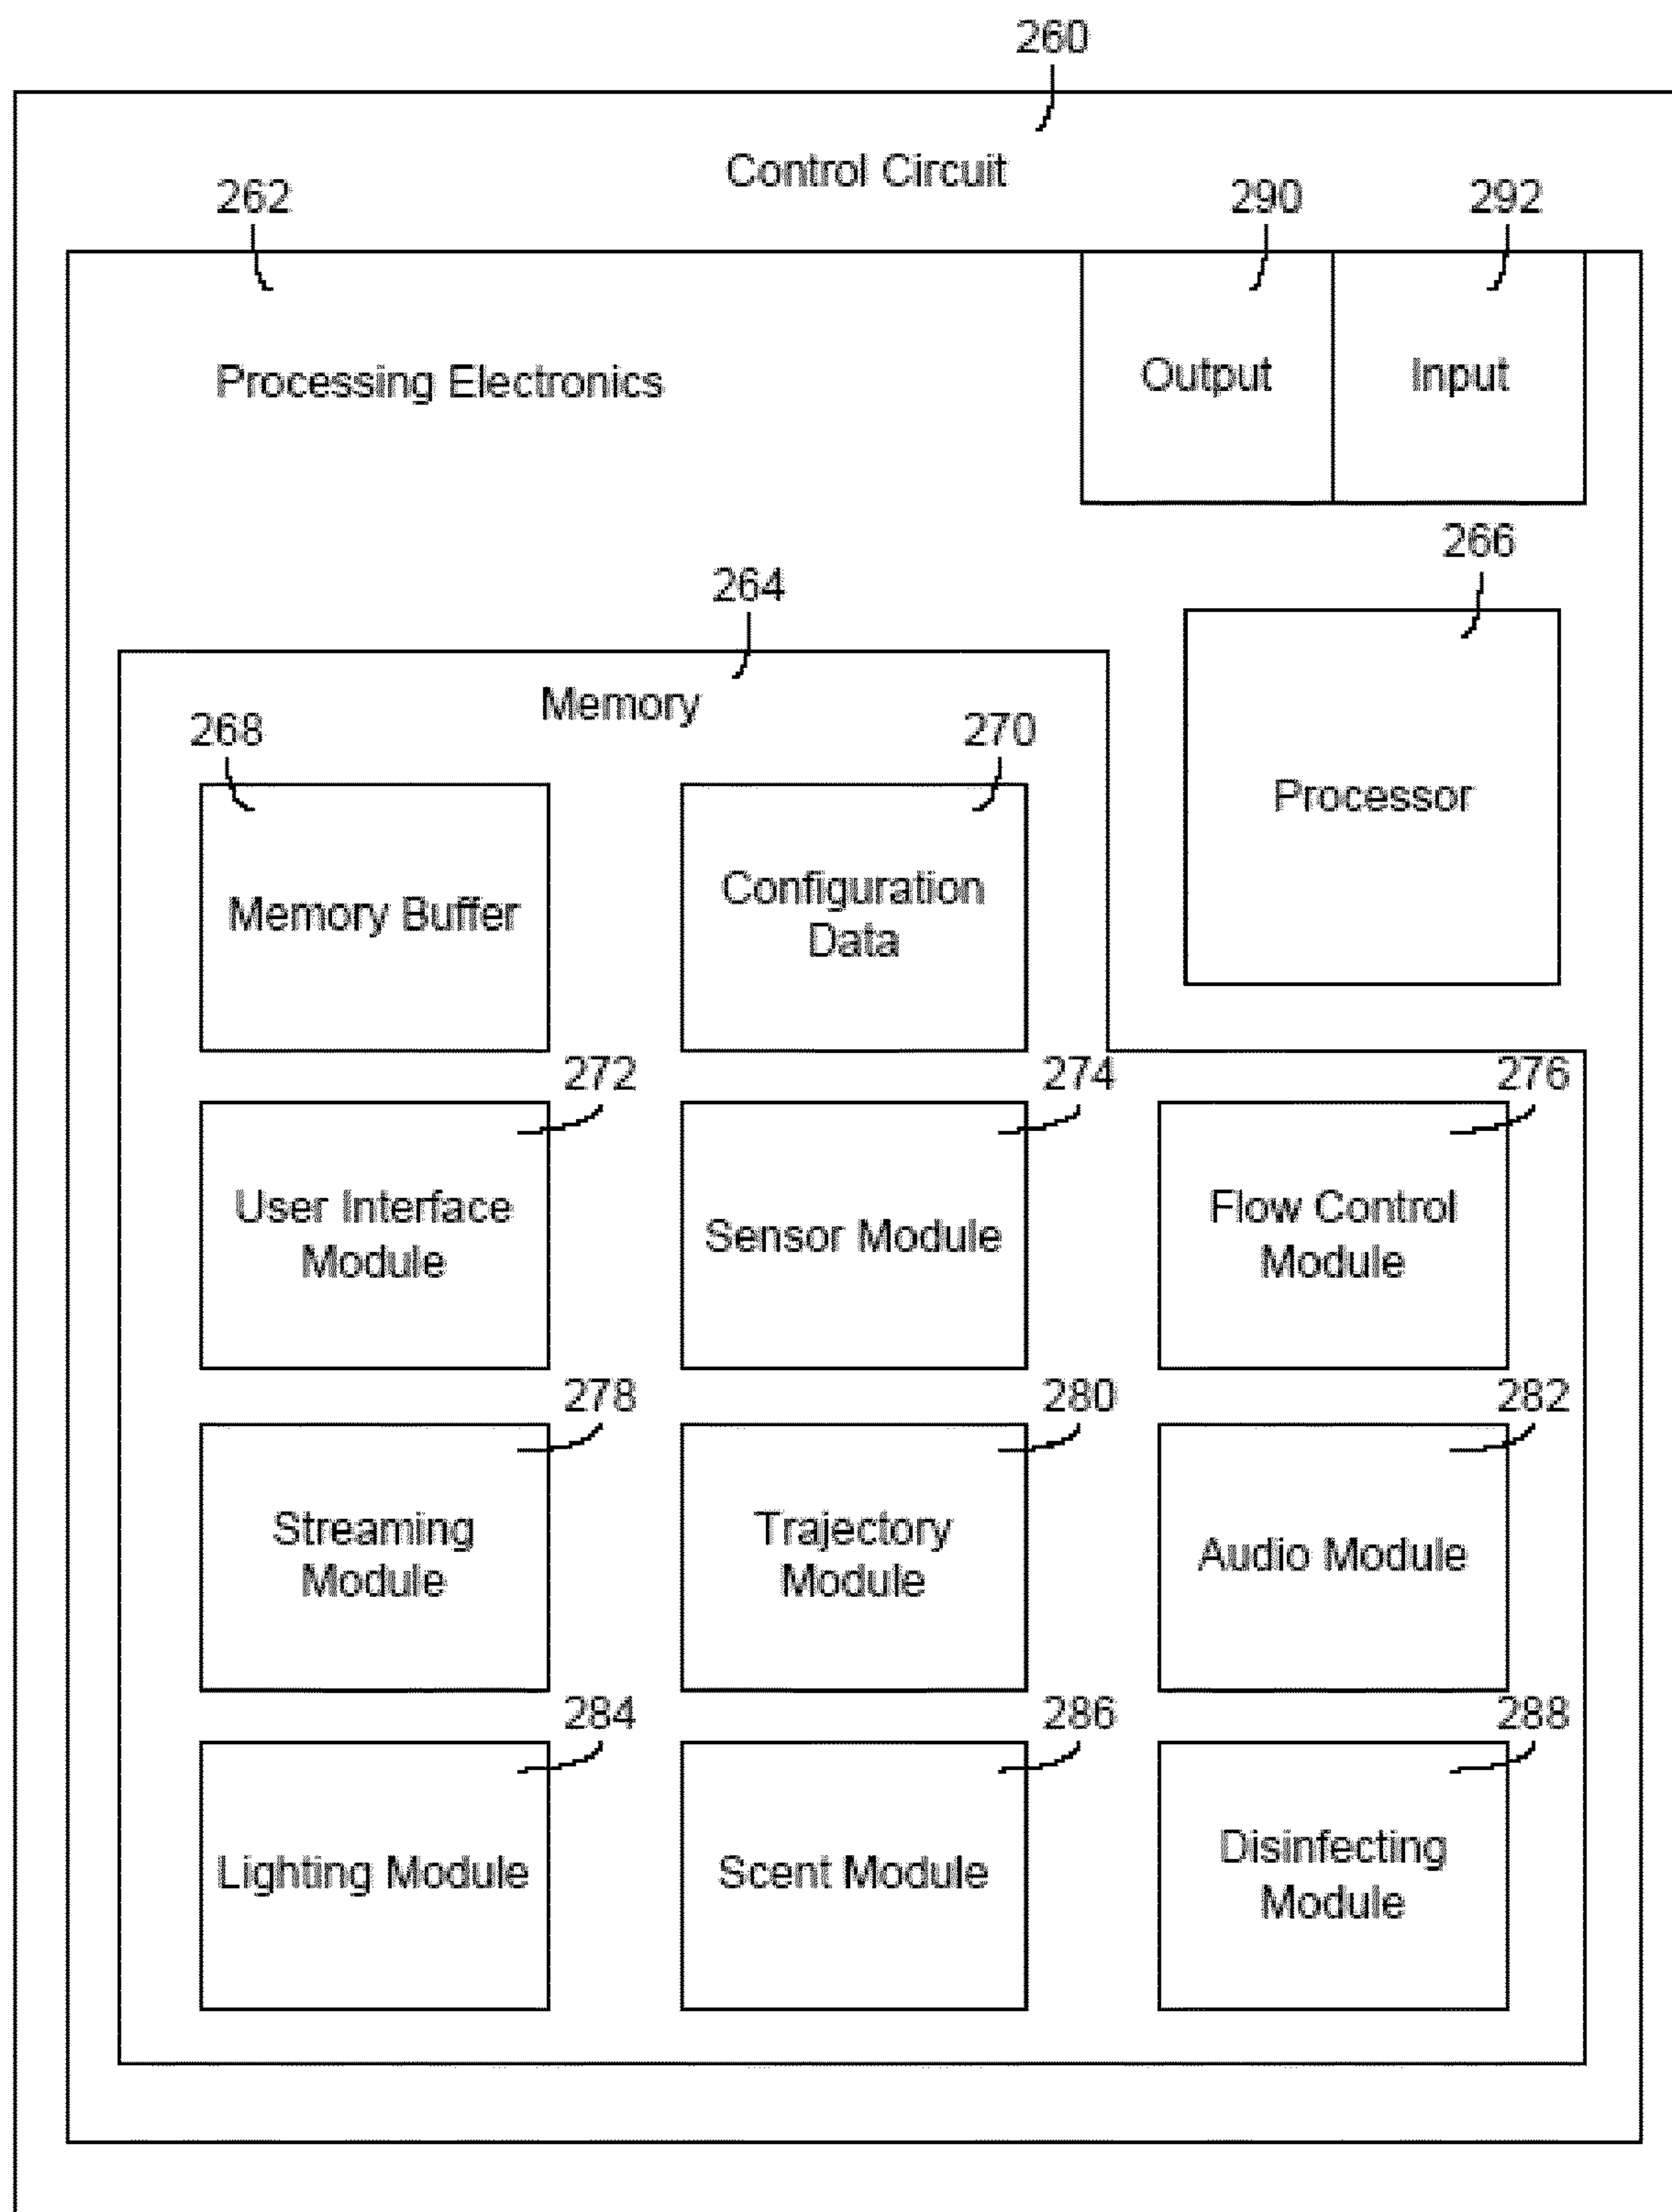 260
Control Circuit
262
290
292
Processing Electronics
Output
Input
266
264
Memory
Processor
268
270
Memory Buffer
Configuration
Data
272
274
276
User Interface
Module
Sensor Module
Flow Control
Module
278
280
282
Streaming
Module
Trajectory
Module
Audio Module
284
286
288
Lighting Module
Scent Module
Disinfecting
Module